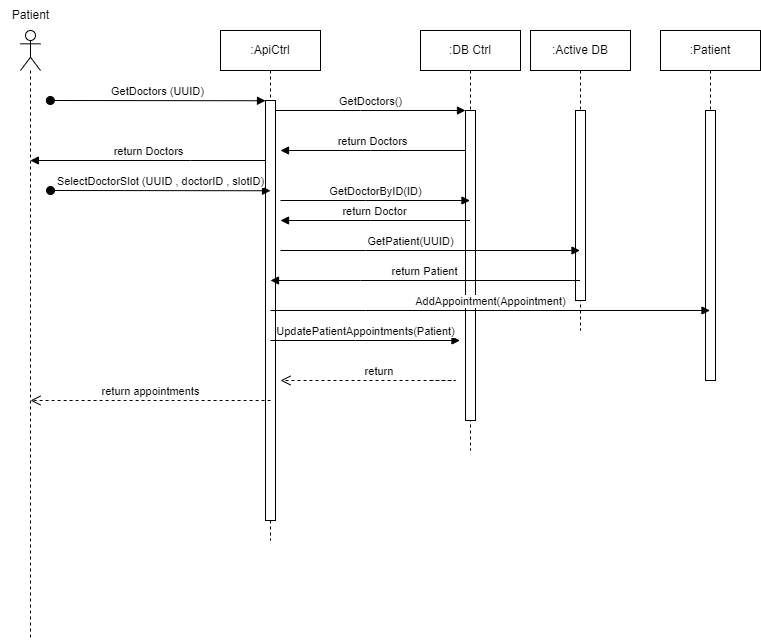 Patient
:ApiCtrl
:DB Ctrl
:Active DB
:Patient
GetDoctors (UUID)
GetDoctors()
return Doctors
return Doctors
SelectDoctorSlot (UUID , doctorID , slotID)
GetDoctorByID(ID)
return Doctor
GetPatient(UUID)
return Patient
AddAppointment(Appointment)
UpdatePatientAppointments(Patient)
return
return appointments